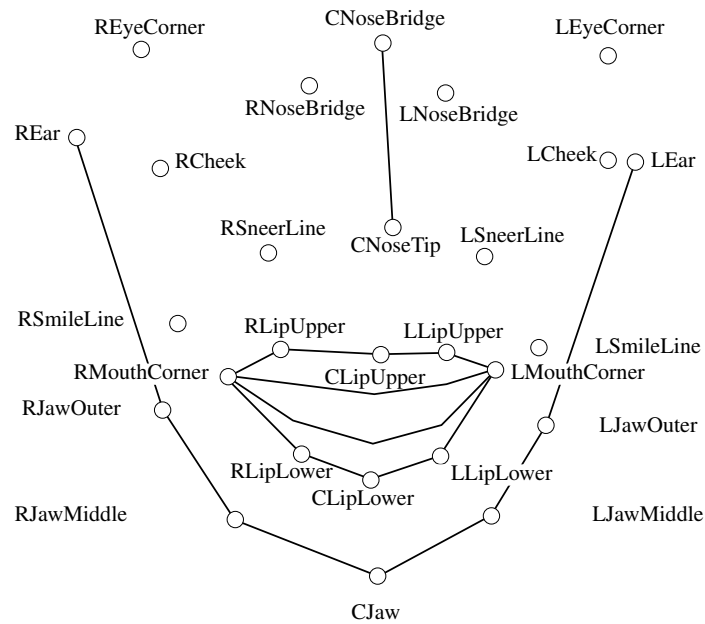 CNoseBridge
REyeCorner
LEyeCorner
RNoseBridge
LNoseBridge
REar
RCheek
LCheek
LEar
RSneerLine
CNoseTip
LSneerLine
RSmileLine
RLipUpper
LLipUpper
LSmileLine
RMouthCorner
CLipUpper
LMouthCorner
RJawOuter
LJawOuter
RLipLower
LLipLower
CLipLower
RJawMiddle
LJawMiddle
CJaw